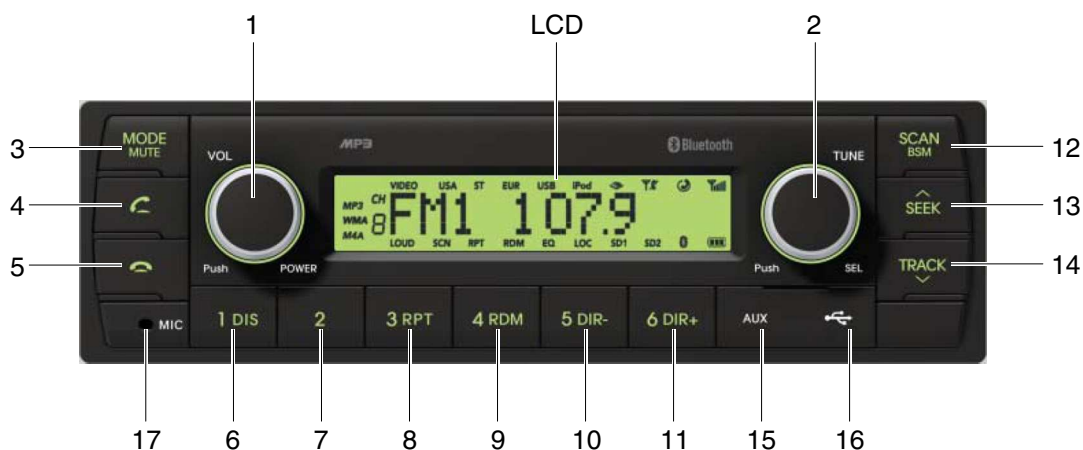 1
LCD
2
3
4
5
12
13
14
MODE
MUTE
VOL
MP3
Bluetooth
TUNE
SCAN
BSM
SEEK
TRACK
VIDEO USA ST EUR USB iPod
MP3 CH
WMA 8
M4A
FM1 107.9
LOUD SCN RPT RDM EQ LOC SD1 SD2
Push POWER
Push SEL
MIC
1 DIS
2
3 RPT
4 RDM
5 DIR-
6 DIR+
AUX
17 6 7 8 9 10 11 15 16